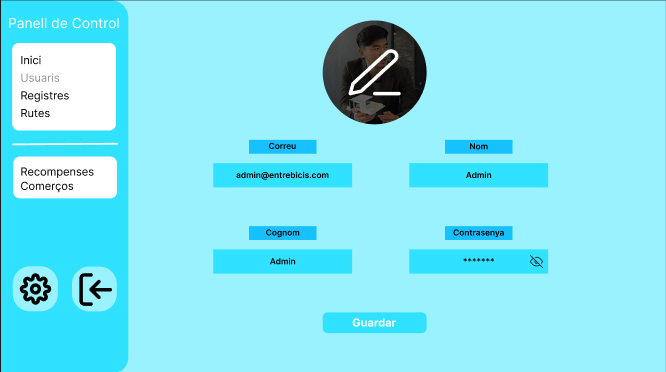 Panell de Control
Inici
Usuaris
Registres
Rutes
Recompenses
Comerços
Correu
Nom
admin@entrebicis.com
Admin
Cognom
Contrasenya
Admin
*******
Guardar